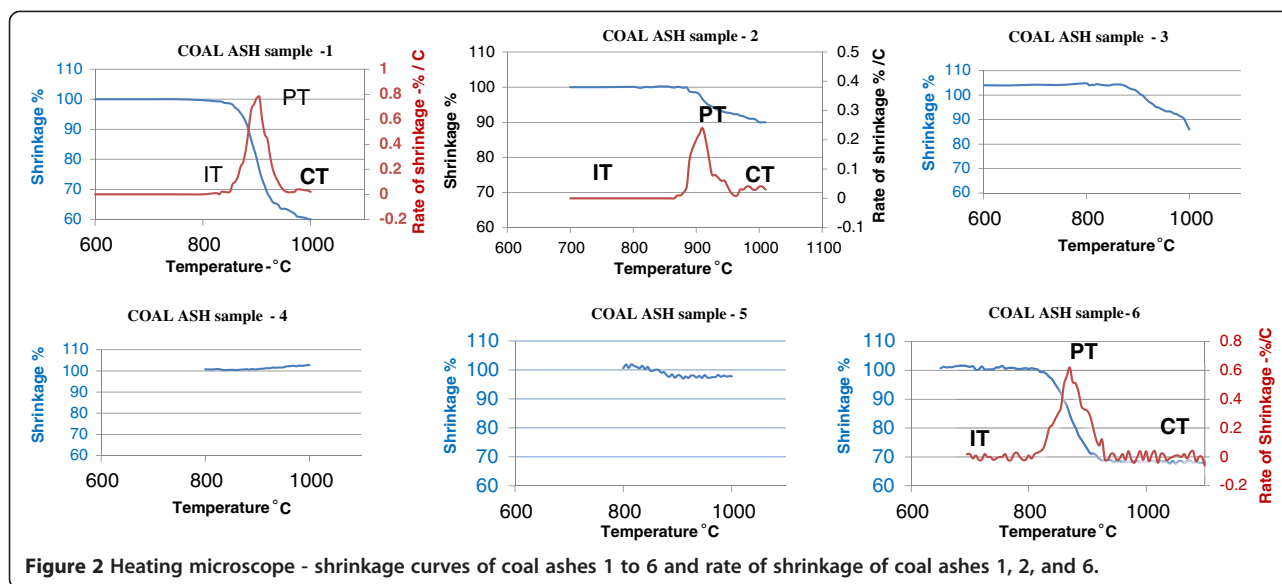 COAL ASH sample -1
110
100
90
80
70
60
Shrinkage %
1
0.8
0.6
0.4
0.2
0
-0.2
Rate of shrinkage -% / C
PT
IT
CT
600
800
1000
Temperature - °C
COAL ASH sample - 2
110
100
90
80
70
60
Shrinkage %
0.5
0.4
0.3
0.2
0.1
0
-0.1
Rate of shrinkage % /C
PT
IT
CT
600
700
800
900
1000
1100
Temperature °C
COAL ASH sample - 3
110
100
90
80
70
60
Shrinkage %
600
800
1000
Temperature °C
COAL ASH sample - 4
110
100
90
80
70
60
Shrinkage %
600
800
1000
Temperature °C
COAL ASH sample - 5
110
100
90
80
70
60
Shrinkage %
600
800
1000
Temperature °C
COAL ASH sample-6
110
100
90
80
70
60
Shrinkage %
0.8
0.6
0.4
0.2
0
-0.2
Rate of Shrinkage -%/C
PT
IT
CT
600
800
1000
Temperature °C
Figure 2 Heating microscope - shrinkage curves of coal ashes 1 to 6 and rate of shrinkage of coal ashes 1, 2, and 6.